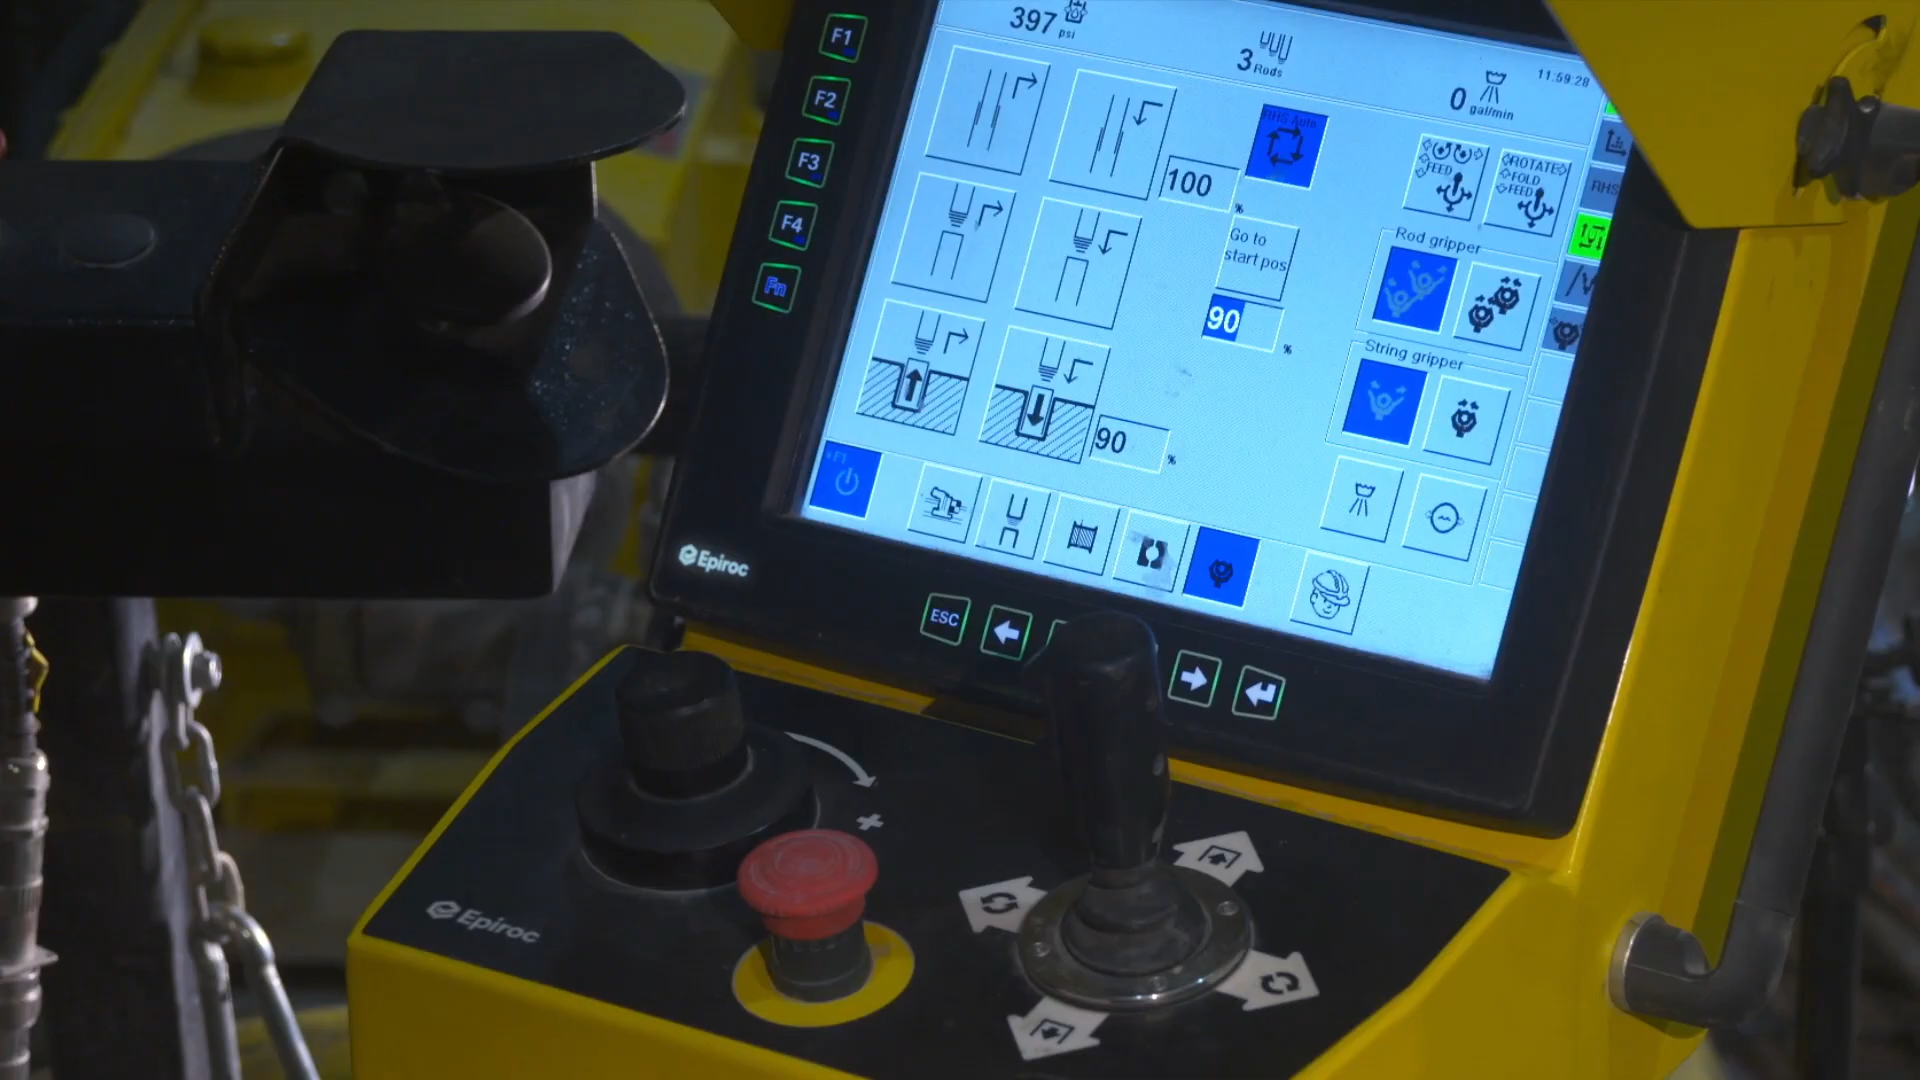 397 psi
3 Rods
0 gal/min
11:59:28
F1
F2
F3
F4
Fn
RHS Auto
100 %
FEED
ROTATE
FOLD
FEED
RHS
Go to
start pos
90 %
Rod gripper
String gripper
90 %
F1
Epiroc
ESC
+
Epiroc